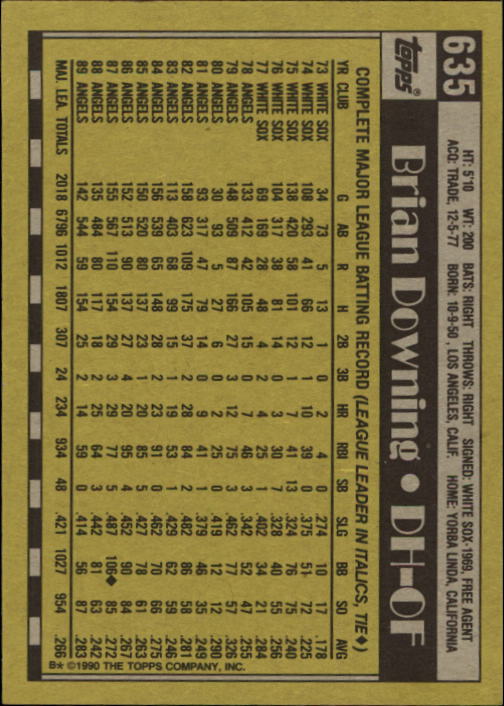 635
HT: 5'10 WT: 200 BATS: RIGHT THROWS: RIGHT SIGNED: WHITE SOX-1969, FREE AGENT
ACQ: TRADE, 12-5-77 BORN: 10-9-50, LOS ANGELES, CALIF. HOME: YORBA LINDA, CALIFORNIA
topps® Brian Downing • DH-OF
COMPLETE MAJOR LEAGUE BATTING RECORD (LEAGUE LEADER IN ITALICS, TIE♦)
YR CLUB G AB R H 2B 3B HR RBI SB SLG BB SO AVG
73 WHITE SOX 34 73 5 13 1 0 2 4 0 .274 10 17 .178
74 WHITE SOX 108 293 41 66 12 1 10 39 0 .375 51 72 .225
75 WHITE SOX 138 420 58 101 12 1 7 41 13 .324 76 75 .240
76 WHITE SOX 104 317 38 81 14 0 3 30 7 .328 40 55 .256
77 WHITE SOX 69 169 28 48 4 2 4 25 1 .402 34 21 .284
78 ANGELS 133 412 42 105 15 0 7 46 3 .342 52 47 .255
79 ANGELS 148 509 87 166 27 3 12 75 3 .462 77 57 .326
80 ANGELS 30 93 5 27 6 0 2 25 0 .419 12 12 .290
81 ANGELS 93 317 47 79 14 0 9 41 1 .379 46 35 .249
82 ANGELS 158 623 109 175 37 2 28 84 2 .482 86 58 .281
83 ANGELS 113 403 68 99 15 1 19 53 1 .429 62 59 .246
84 ANGELS 156 539 65 148 28 2 23 91 0 .462 70 66 .275
85 ANGELS 150 520 80 137 23 1 20 85 5 .427 78 61 .263
86 ANGELS 152 513 90 137 27 4 20 95 4 .452 90 84 .267
87 ANGELS 155 567 110 154 29 3 29 77 5 .487 106♦ 85 .272
88 ANGELS 135 484 80 117 18 2 25 64 3 .442 81 63 .242
89 ANGELS 142 544 59 154 25 2 14 59 0 .414 56 87 .283
MAJ. LEA. TOTALS 2018 6796 1012 1807 307 24 234 934 48 .421 1027 954 .266
B* ©1990 THE TOPPS COMPANY, INC.